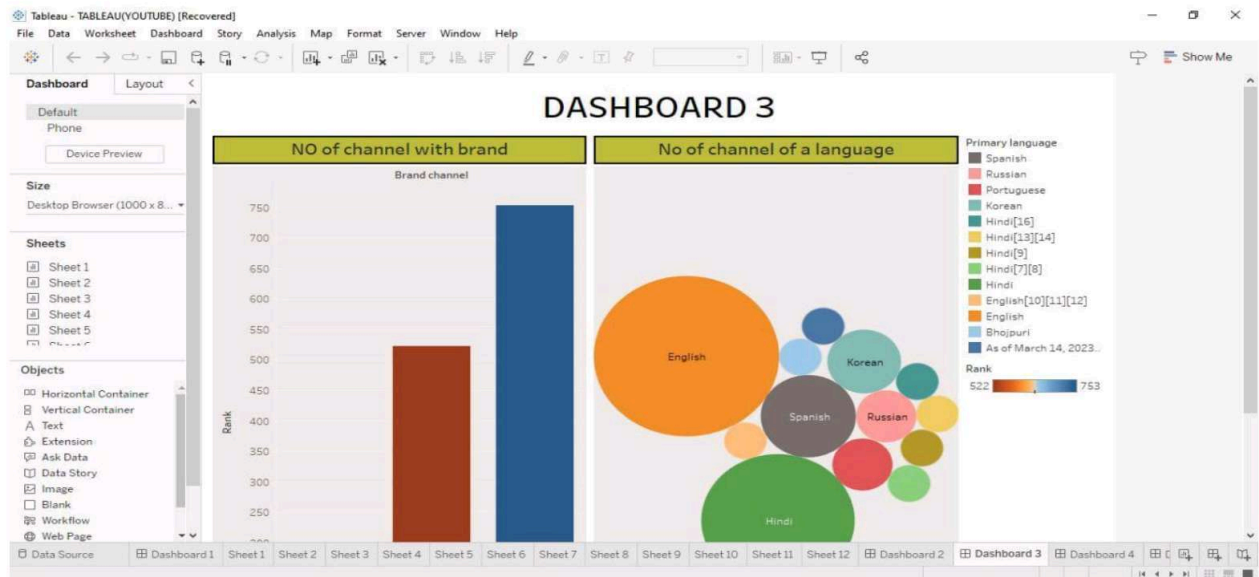 Tableau - TABLEAU(YOUTUBE) [Recovered]
File Data Worksheet Dashboard Story Analysis Map Format Server Window Help
Show Me
Dashboard Layout
Default
Phone
Device Preview
Size
Desktop Browser (1000 x 8...
Sheets
Sheet 1
Sheet 2
Sheet 3
Sheet 4
Sheet 5
Objects
Horizontal Container
Vertical Container
A Text
Extension
Ask Data
Data Story
Image
Blank
Workflow
Web Page
DASHBOARD 3
NO of channel with brand
Brand channel
750
700
650
600
550
500
450
400
350
300
250
Rank
No of channel of a language
English
Korean
Spanish
Russian
Hindi
Primary language
Spanish
Russian
Portuguese
Korean
Hindi[16]
Hindi[13][14]
Hindi[9]
Hindi[7][8]
Hindi
English[10][11][12]
English
Bhojpuri
As of March 14, 2023...
Rank
522 753
Data Source Dashboard 1 Sheet 1 Sheet 2 Sheet 3 Sheet 4 Sheet 5 Sheet 6 Sheet 7 Sheet 8 Sheet 9 Sheet 10 Sheet 11 Sheet 12 Dashboard 2 Dashboard 3 Dashboard 4